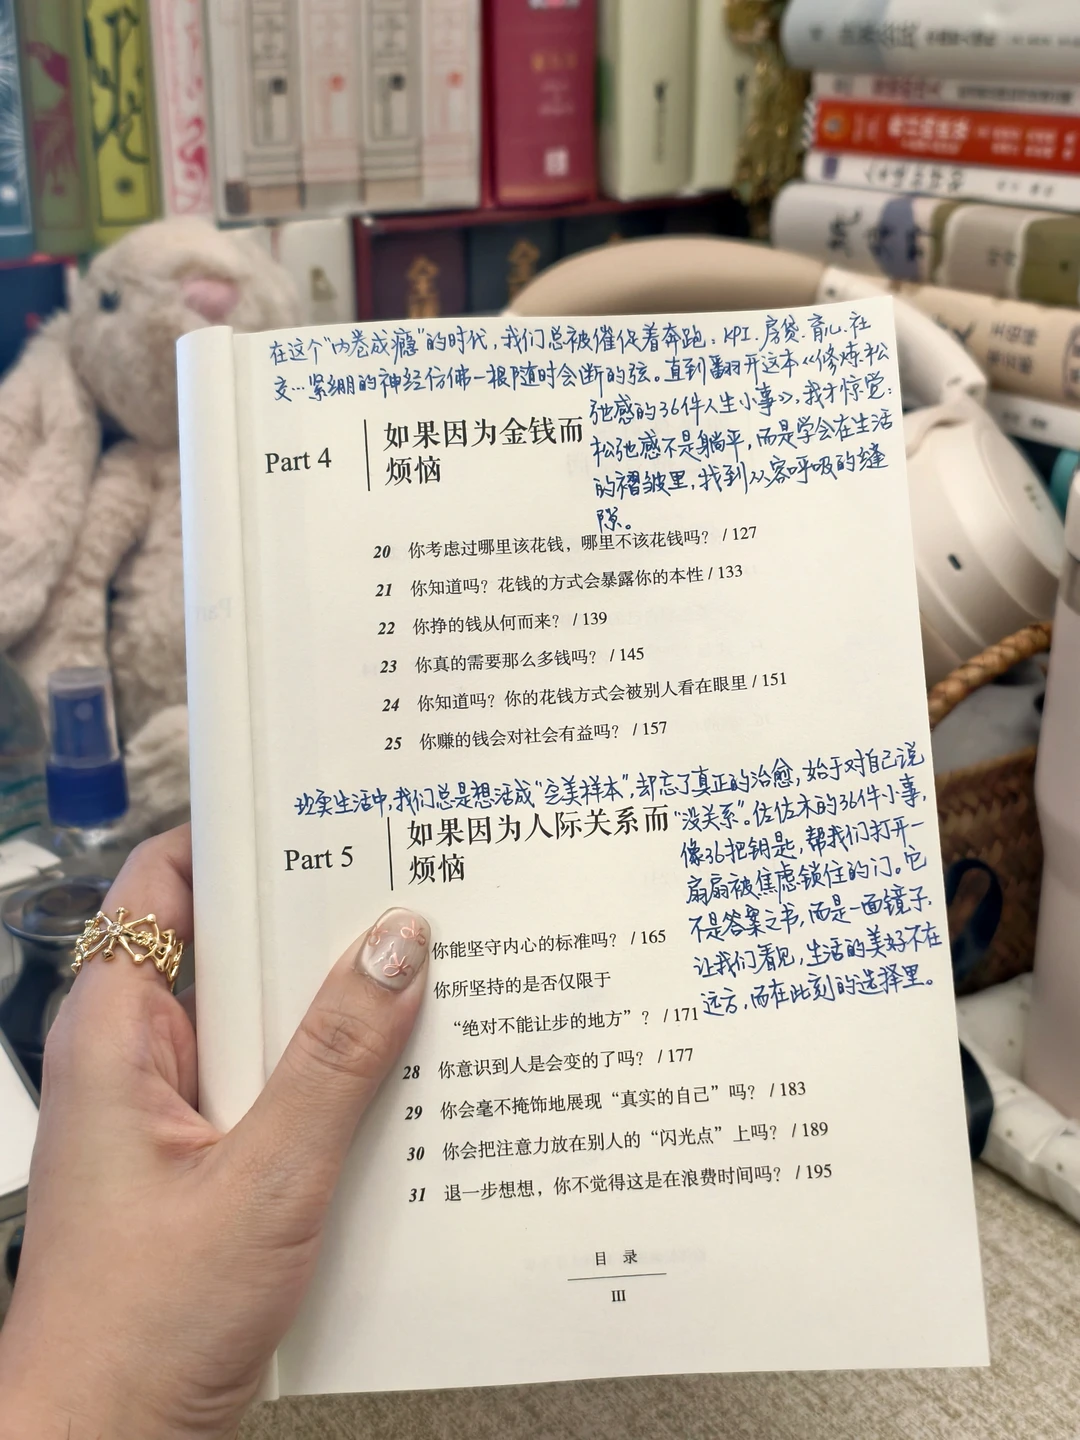 在这个“内卷成瘾”的时代，我们总被催促着奔跑。KPI.房贷.育儿.社
交…紧绷的神经仿佛一根随时会断的弦。直到翻开这本《修炼松
弛感的36件人生小事》，我才惊觉：
松弛感不是躺平，而是学会在生活
的褶皱里，找到从容呼吸的缝
隙。
Part 4
如果因为金钱而
烦恼
20 你考虑过哪里该花钱，哪里不该花钱吗？ / 127
21 你知道吗？花钱的方式会暴露你的本性 / 133
22 你挣的钱从何而来？ / 139
23 你真的需要那么多钱吗？ / 145
24 你知道吗？你的花钱方式会被别人看在眼里 / 151
25 你赚的钱会对社会有益吗？ / 157
现实生活中，我们总是想活成“完美样本”，却忘了真正的治愈，始于对自己说
“没关系”。佐佐木的36件小事，
像36把钥匙，帮我们打开一
扇扇被焦虑锁住的门。它
不是答案之书，而是一面镜子，
让我们看见，生活的美好不在
远方，而在此刻的选择里。
Part 5
如果因为人际关系而
烦恼
你能坚守内心的标准吗？ / 165
你所坚持的是否仅限于
“绝对不能让步的地方”？ / 171
28 你意识到人是会变的了吗？ / 177
29 你会毫不掩饰地展现“真实的自己”吗？ / 183
30 你会把注意力放在别人的“闪光点”上吗？ / 189
31 退一步想想，你不觉得这是在浪费时间吗？ / 195
目 录
III